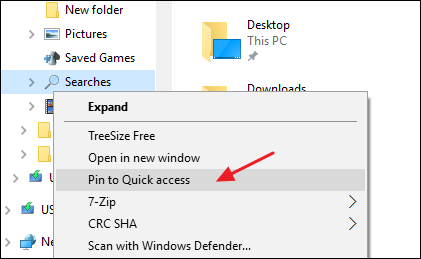 New folder
Pictures
Saved Games
Searches
Desktop
This PC
Downloads
Expand
TreeSize Free
Open in new window
Pin to Quick access
7-Zip
CRC SHA
Scan with Windows Defender...
U
US
Ne